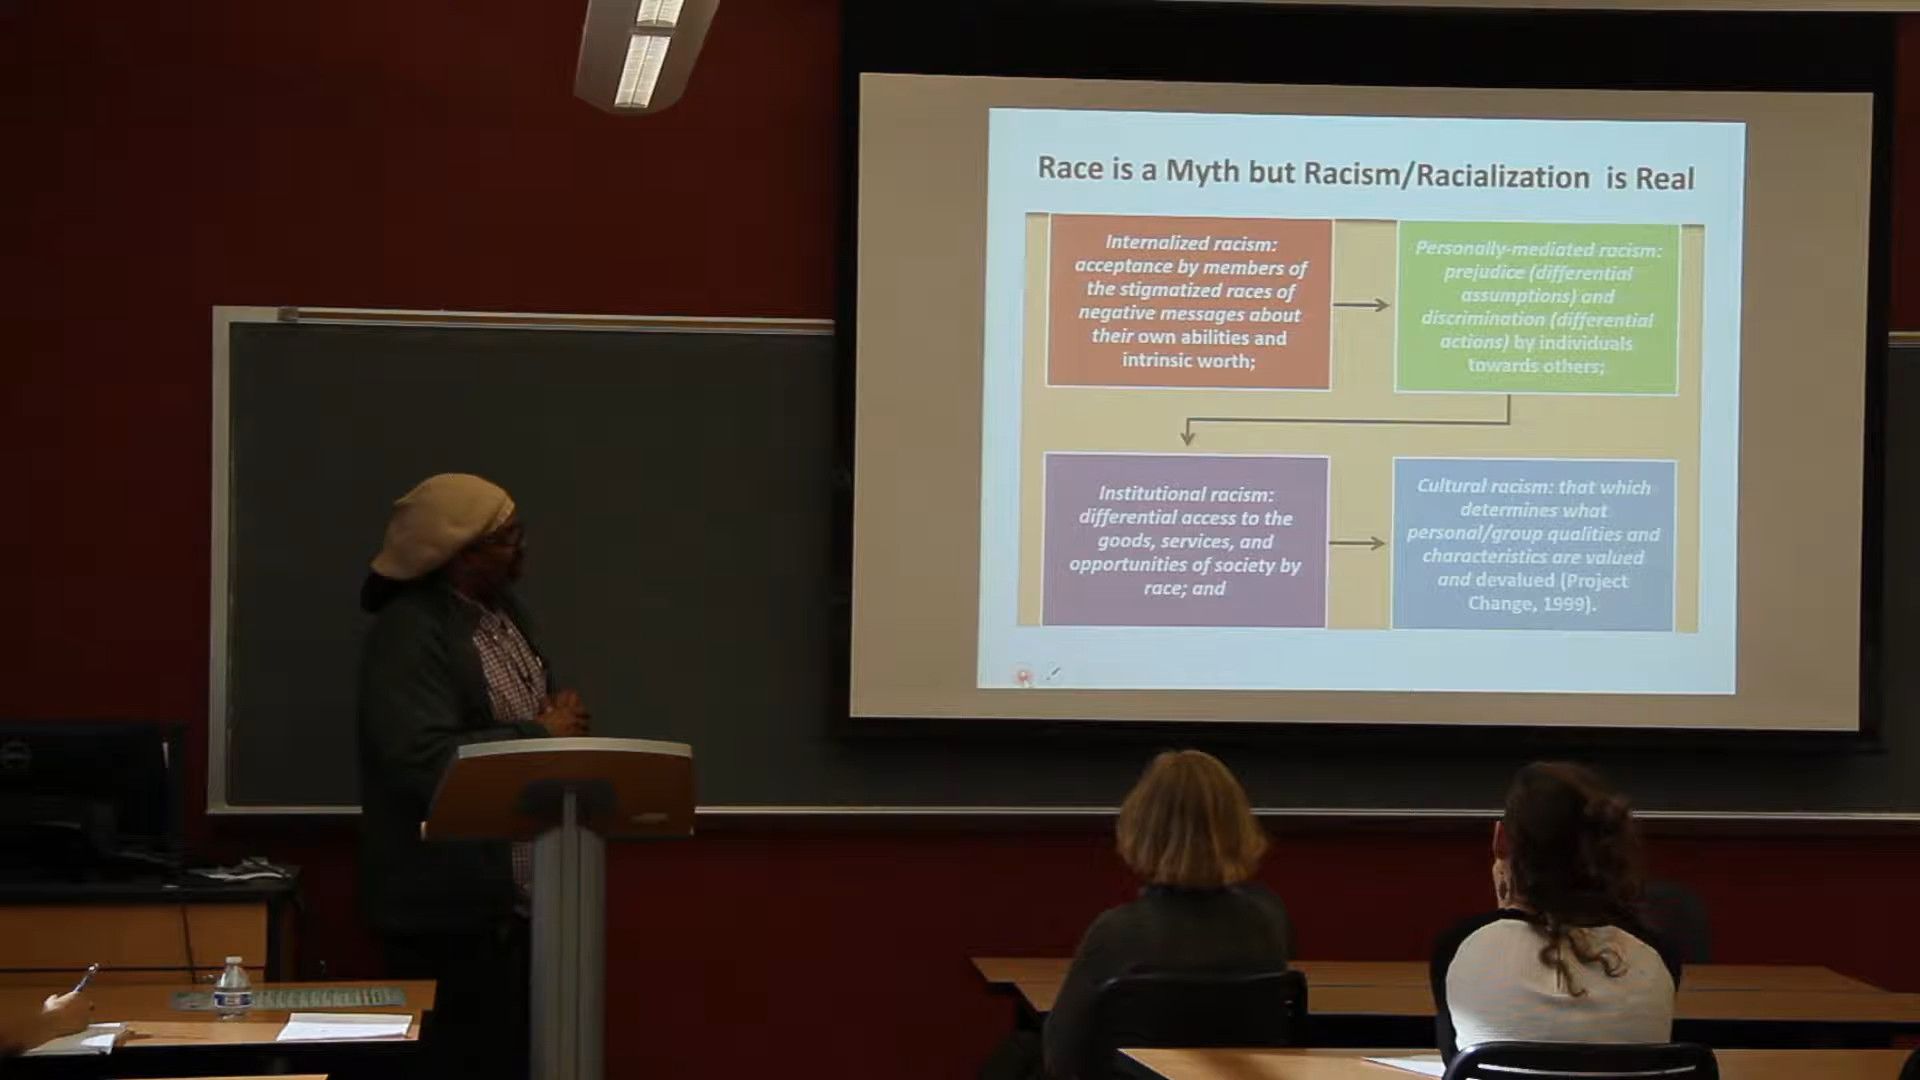 Race is a Myth but Racism/Racialization is Real
Internalized racism:
acceptance by members of
the stigmatized races of
negative messages about
their own abilities and
intrinsic worth;
Personally-mediated racism:
prejudice (differential
assumptions) and
discrimination (differential
actions) by individuals
towards others;
Institutional racism:
differential access to the
goods, services, and
opportunities of society by
race; and
Cultural racism: that which
determines what
personal/group qualities and
characteristics are valued
and devalued (Project
Change, 1999).